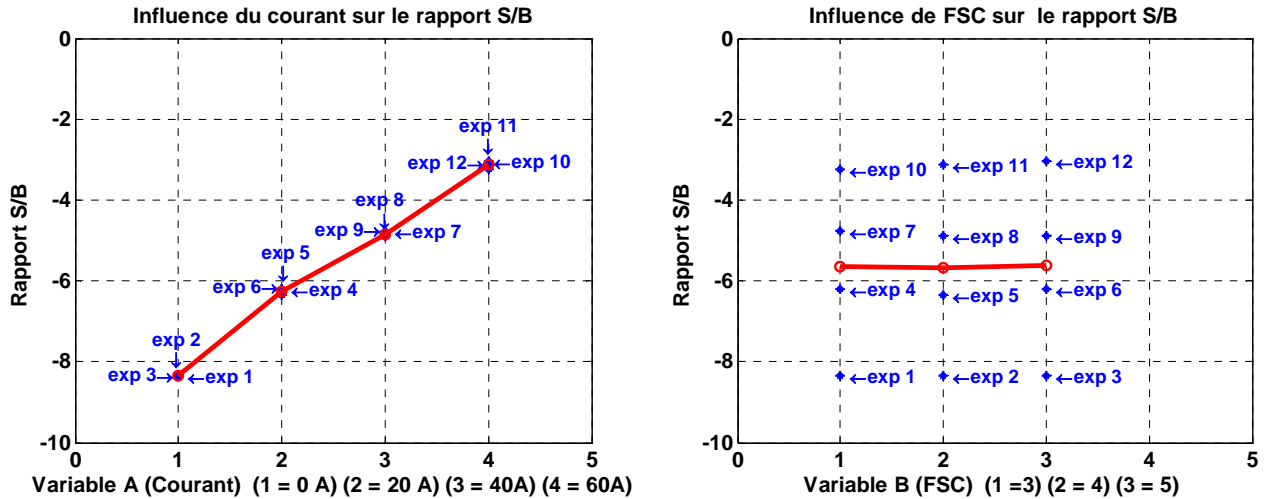 Influence du courant sur le rapport S/B
0
-2
-4
-6
-8
-10
Rapport S/B
exp 11
exp 12
exp 10
exp 8
exp 9
exp 7
exp 5
exp 6
exp 4
exp 2
exp 3
exp 1
0 1 2 3 4 5
Variable A (Courant) (1 = 0 A) (2 = 20 A) (3 = 40A) (4 = 60A)
Influence de FSC sur le rapport S/B
0
-2
-4
-6
-8
-10
Rapport S/B
exp 10 exp 11 exp 12
exp 7 exp 8 exp 9
exp 4 exp 5 exp 6
exp 1 exp 2 exp 3
0 1 2 3 4 5
Variable B (FSC) (1 =3) (2 = 4) (3 = 5)